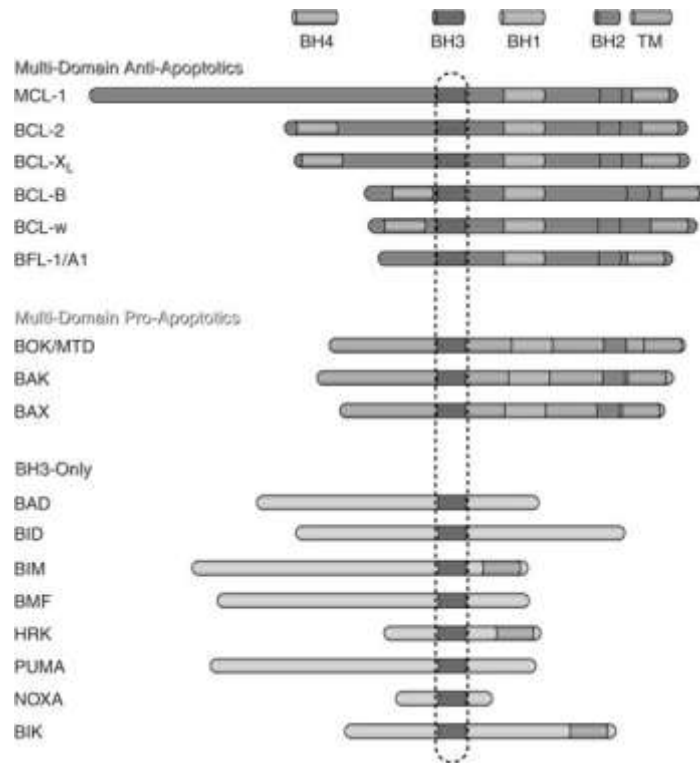 BH4 BH3 BH1 BH2 TM
Multi-Domain Anti-Apoptotics
MCL-1
BCL-2
BCL-XL
BCL-B
BCL-w
BFL-1/A1
Multi-Domain Pro-Apoptotics
BOK/MTD
BAK
BAX
BH3-Only
BAD
BID
BIM
BMF
HRK
PUMA
NOXA
BIK